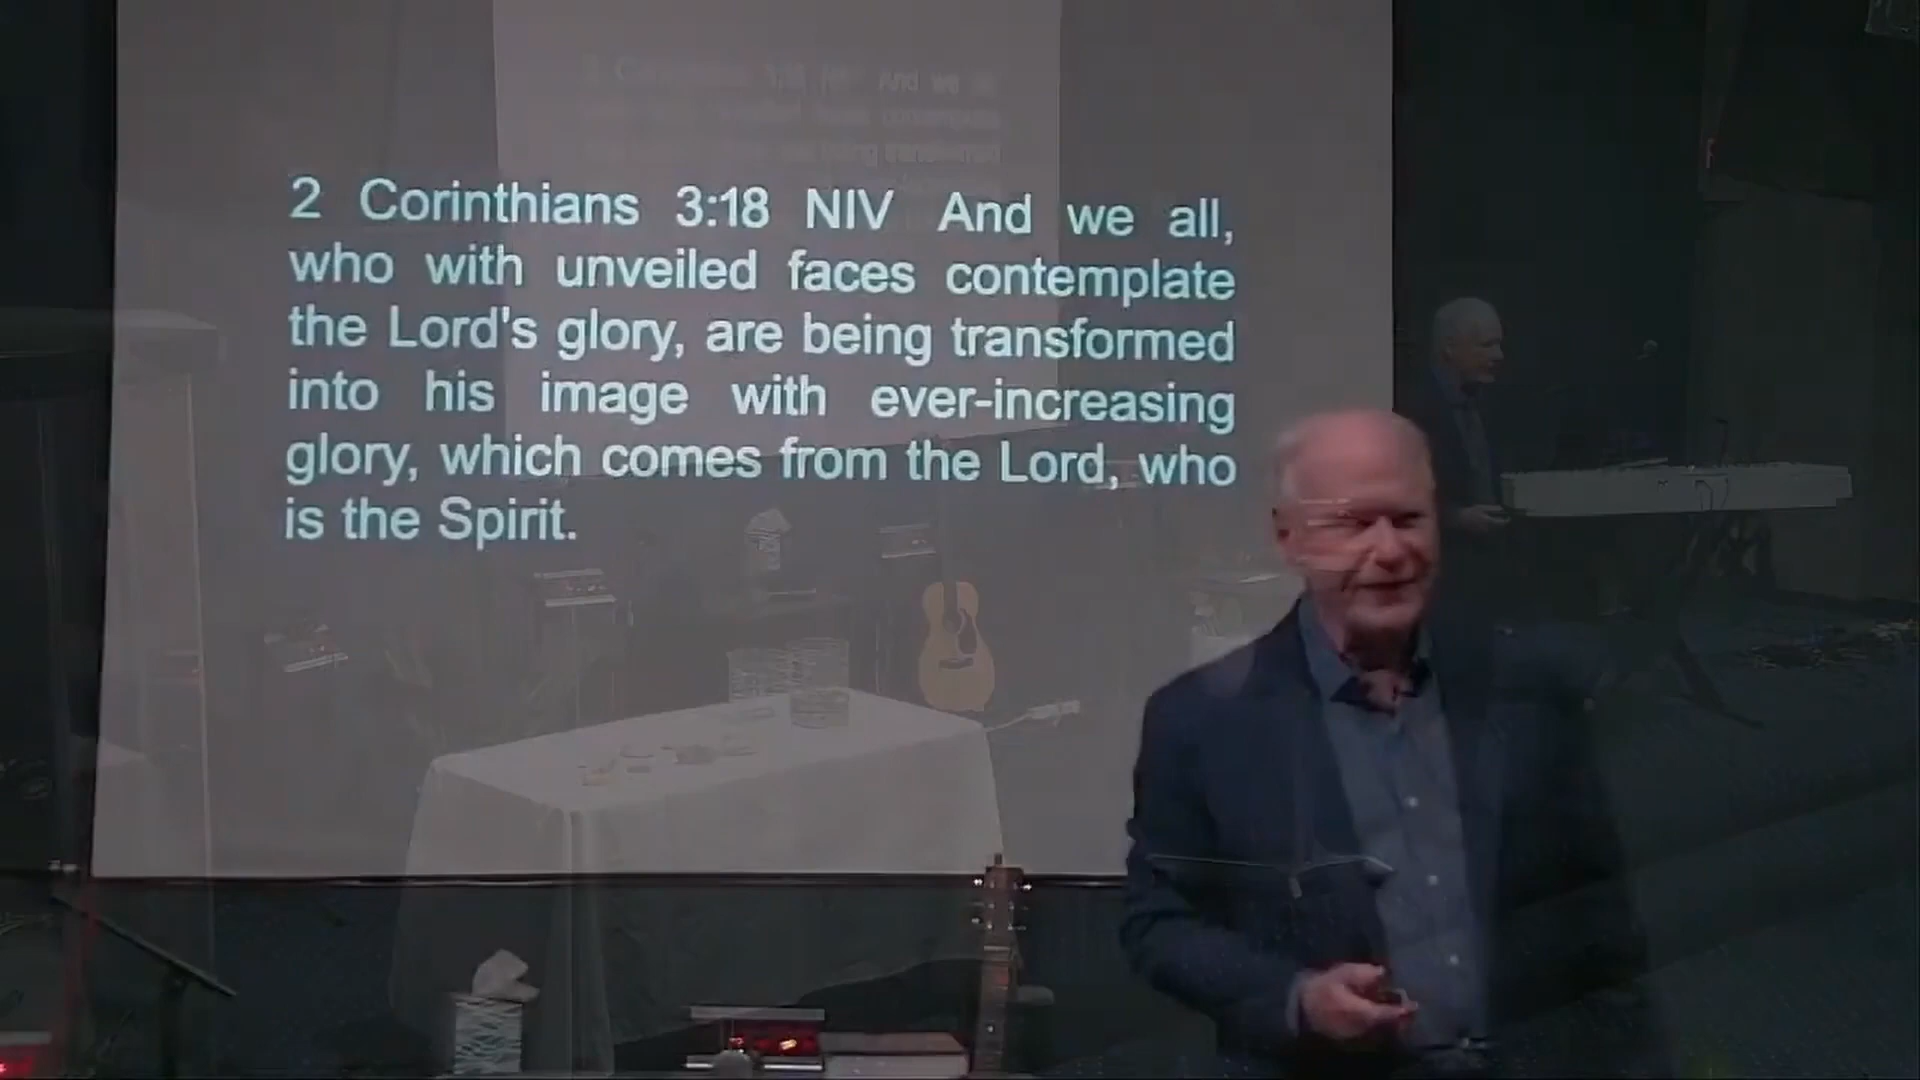 2 Corinthians 3:18 NIV And we all,
who with unveiled faces contemplate
the Lord's glory, are being transformed
into his image with ever-increasing
glory, which comes from the Lord, who
is the Spirit.